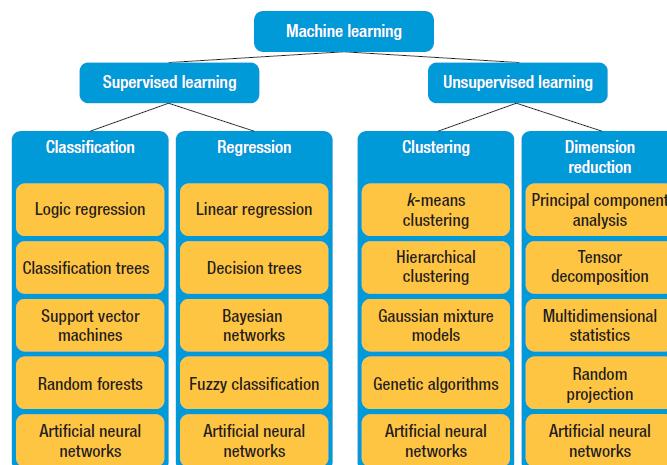 Machine learning
Supervised learning
Unsupervised learning
Classification
Logic regression
Classification trees
Support vector
machines
Random forests
Artificial neural
networks
Regression
Linear regression
Decision trees
Bayesian
networks
Fuzzy classification
Artificial neural
networks
Clustering
k-means
clustering
Hierarchical
clustering
Gaussian mixture
models
Genetic algorithms
Artificial neural
networks
Dimension
reduction
Principal component
analysis
Tensor
decomposition
Multidimensional
statistics
Random
projection
Artificial neural
networks